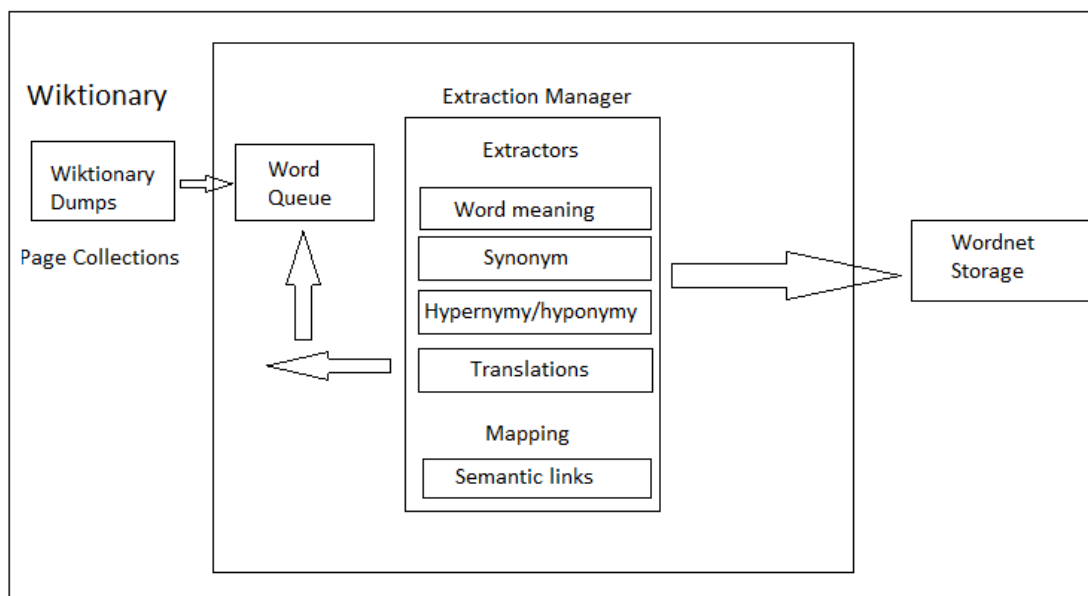 Wiktionary
Wiktionary
Dumps
Page Collections
Word
Queue
Extraction Manager
Extractors
Word meaning
Synonym
Hypernymy/hyponymy
Translations
Mapping
Semantic links
Wordnet
Storage